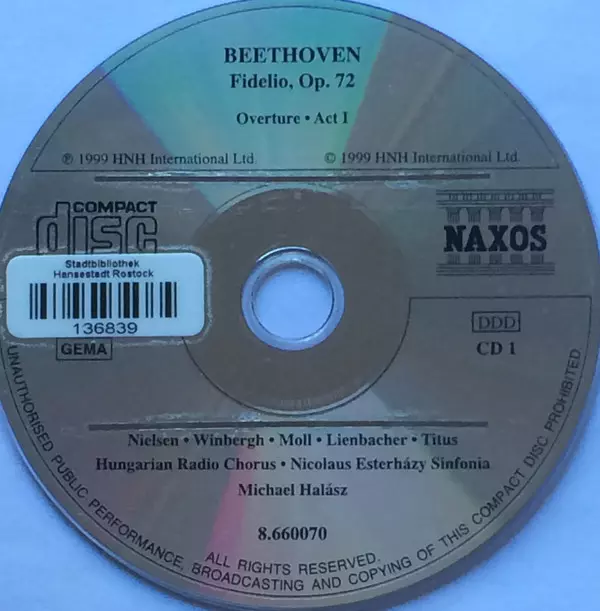 BEETHOVEN
Fidelio, Op. 72
Overture • Act I
℗ 1999 HNH International Ltd.
© 1999 HNH International Ltd.
COMPACT
disc
NAXOS
Stadtbibliothek
Hansestadt Rostock
136839
GEMA
DDD
CD 1
Nielsen • Winbergh • Moll • Lienbacher • Titus
Hungarian Radio Chorus • Nicolaus Esterházy Sinfonia
Michael Halász
8.660070
ALL RIGHTS RESERVED.
UNAUTHORISED PUBLIC PERFORMANCE, BROADCASTING AND COPYING OF THIS COMPACT DISC PROHIBITED